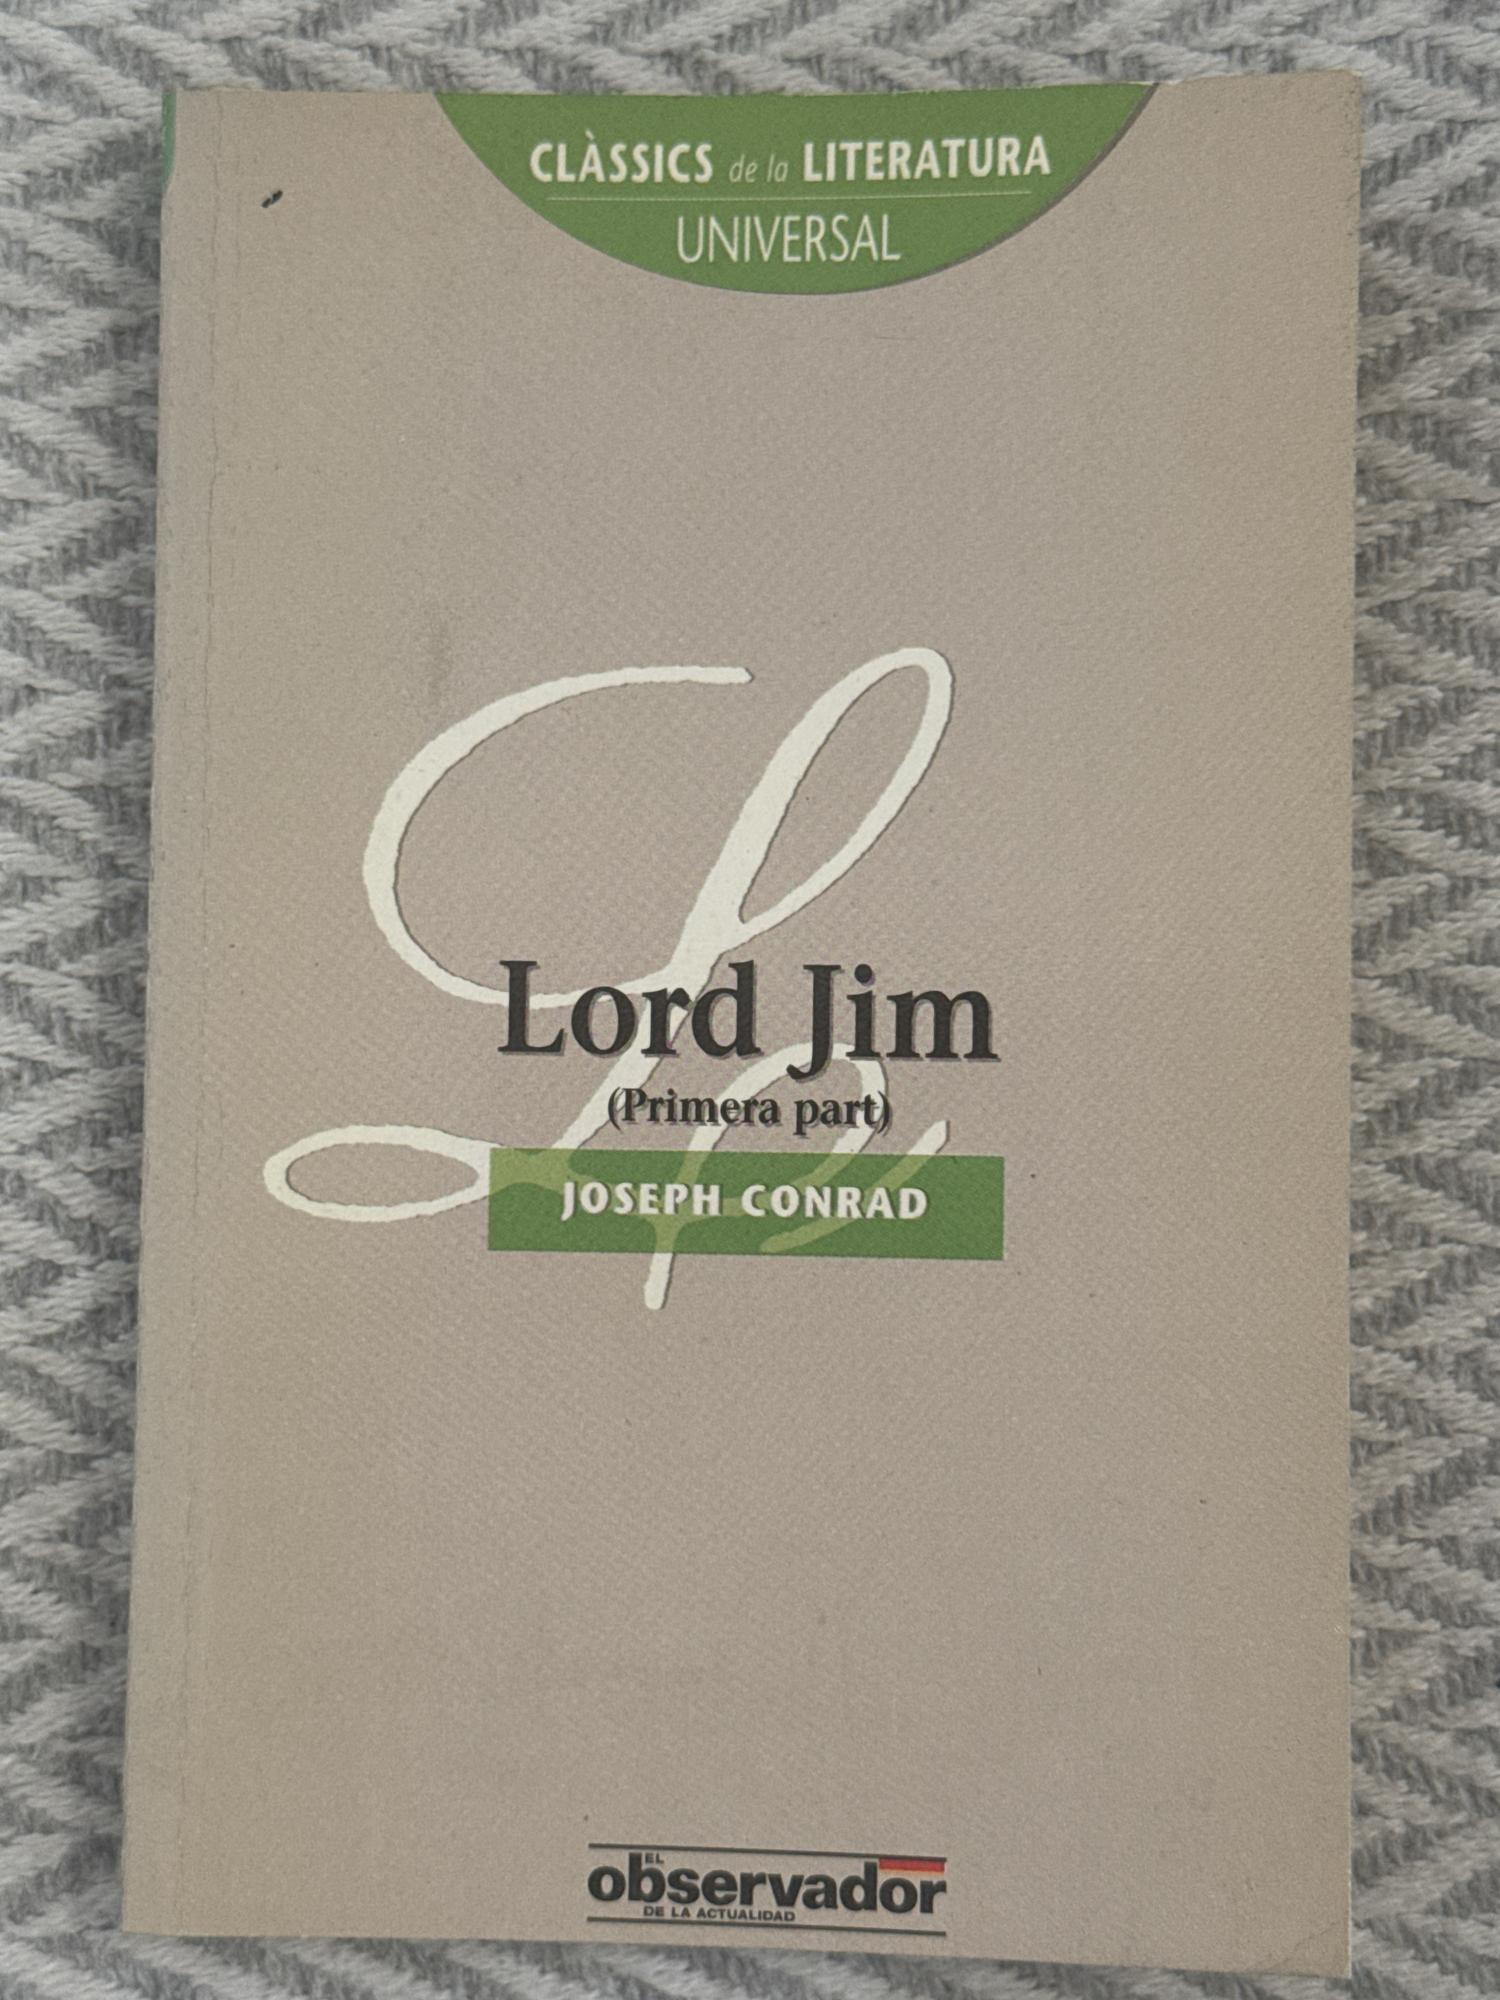 CLÀSSICS de la LITERATURA
UNIVERSAL
Lord Jim
(Primera part)
JOSEPH CONRAD
EL
observador
DE LA ACTUALIDAD